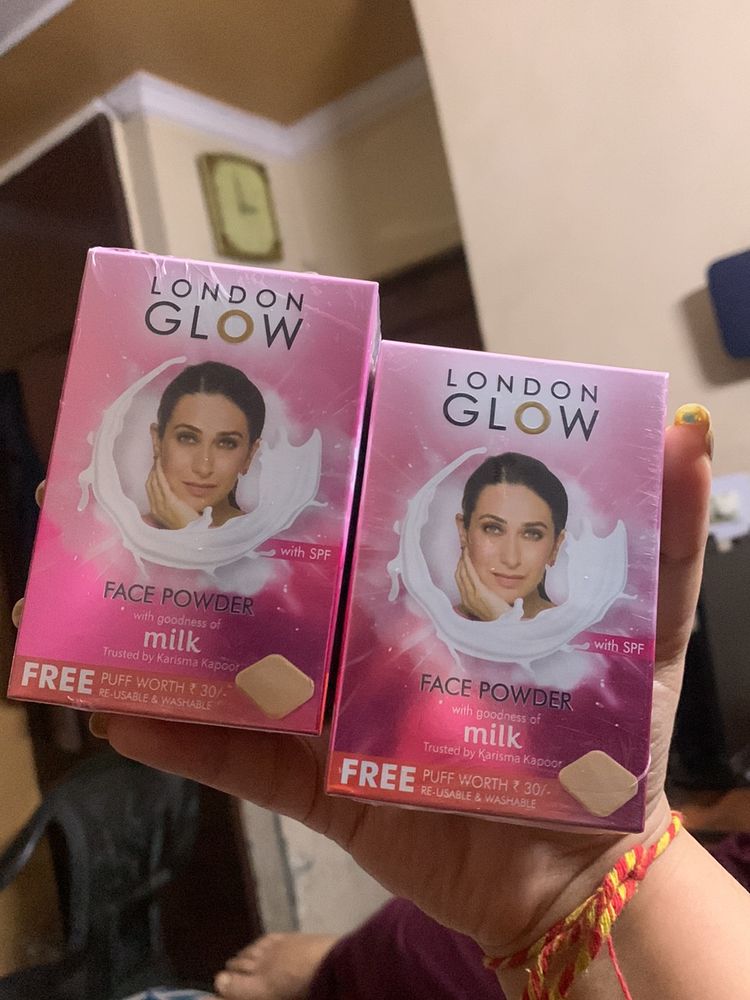 LONDON
GLOW
with SPF
FACE POWDER
with goodness of
milk
Trusted by Karisma Kapoor
FREE PUFF WORTH ₹ 30/-
RE-USABLE & WASHABLE
LONDON
GLOW
with SPF
FACE POWDER
with goodness of
milk
Trusted by Karisma Kapoor
FREE PUFF WORTH ₹ 30/-
RE-USABLE & WASHABLE